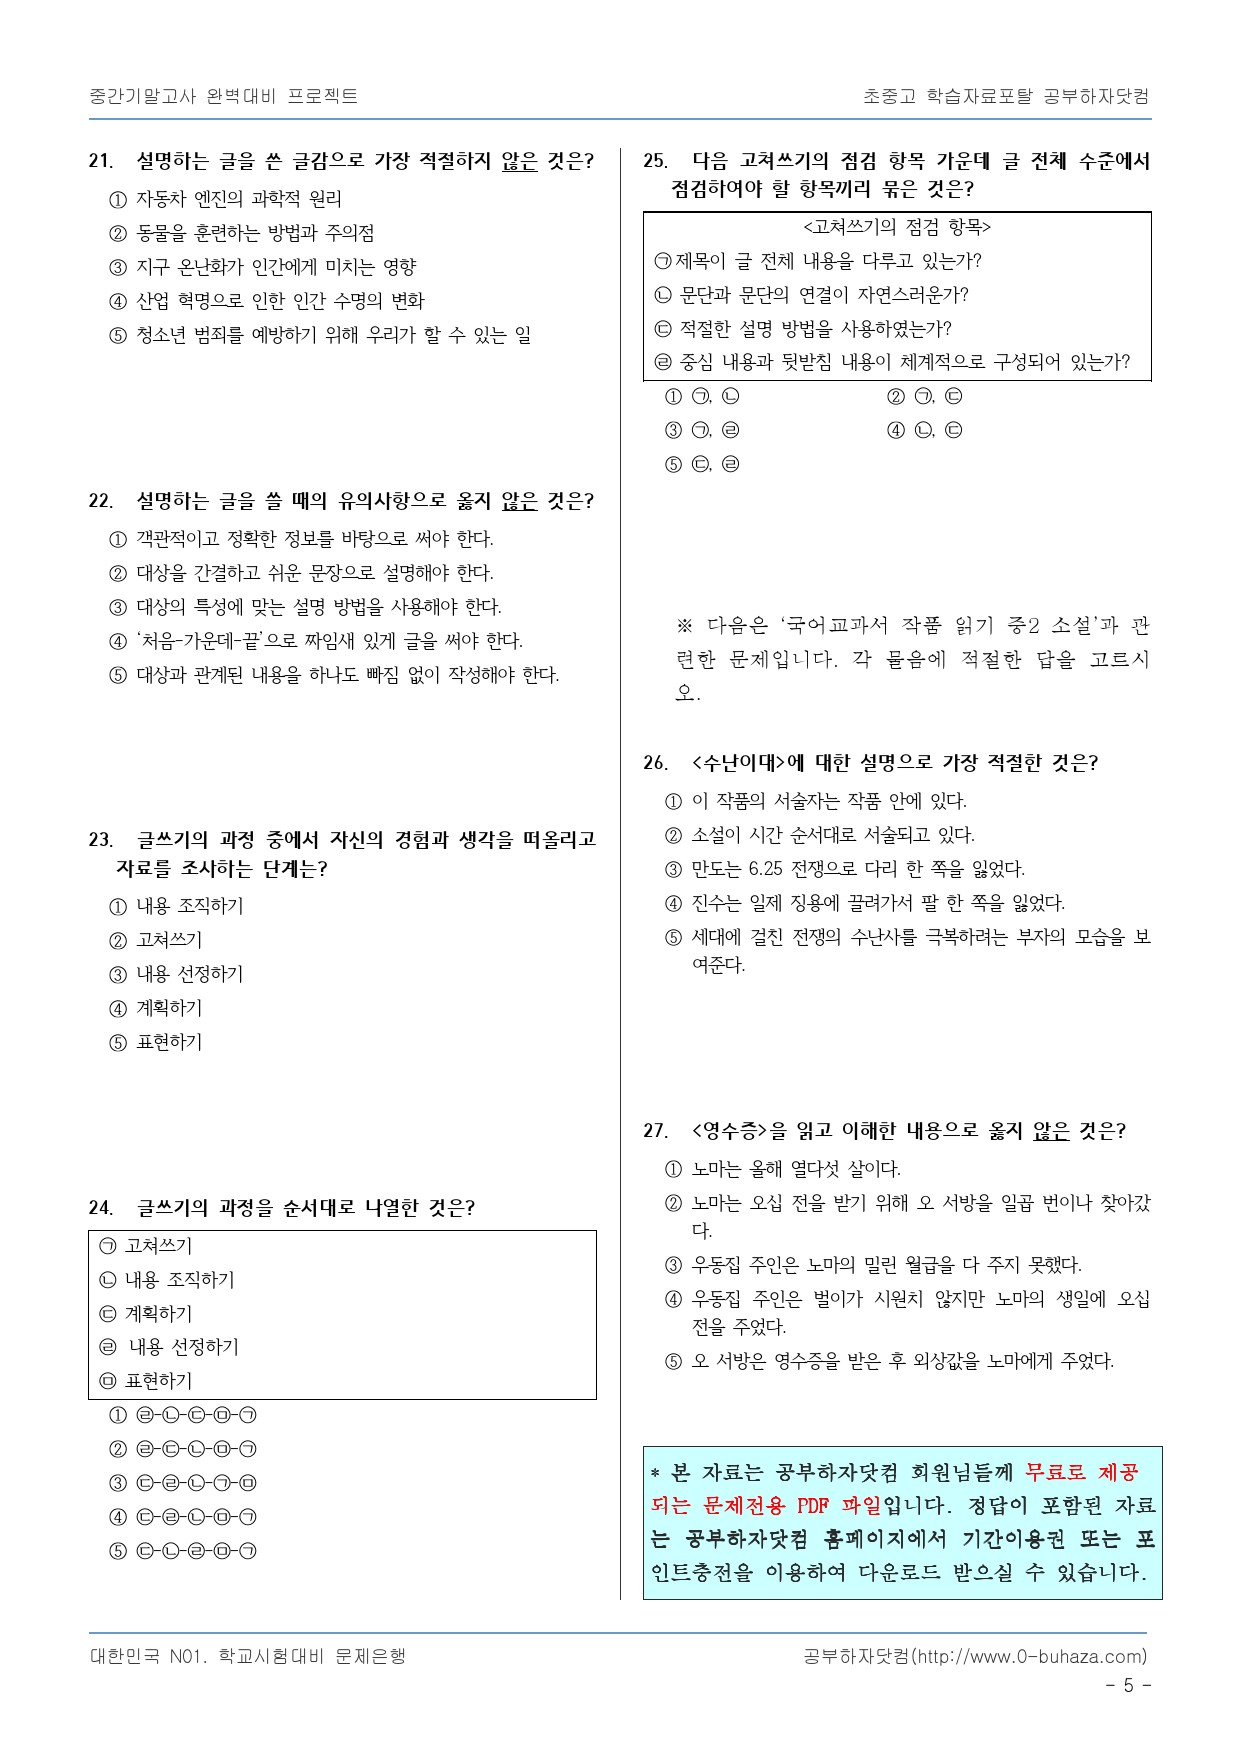 중간기말고사 완벽대비 프로젝트
초중고 학습자료포탈 공부하자닷컴
21. 설명하는 글을 쓴 글감으로 가장 적절하지 않은 것은?
① 자동차 엔진의 과학적 원리
② 동물을 훈련하는 방법과 주의점
③ 지구 온난화가 인간에게 미치는 영향
④ 산업 혁명으로 인한 인간 수명의 변화
⑤ 청소년 범죄를 예방하기 위해 우리가 할 수 있는 일
22. 설명하는 글을 쓸 때의 유의사항으로 옳지 않은 것은?
① 객관적이고 정확한 정보를 바탕으로 써야 한다.
② 대상을 간결하고 쉬운 문장으로 설명해야 한다.
③ 대상의 특성에 맞는 설명 방법을 사용해야 한다.
④ ‘처음-가운데-끝’으로 짜임새 있게 글을 써야 한다.
⑤ 대상과 관계된 내용을 하나도 빠짐 없이 작성해야 한다.
23. 글쓰기의 과정 중에서 자신의 경험과 생각을 떠올리고
자료를 조사하는 단계는?
① 내용 조직하기
② 고쳐쓰기
③ 내용 선정하기
④ 계획하기
⑤ 표현하기
24. 글쓰기의 과정을 순서대로 나열한 것은?
㉠ 고쳐쓰기
㉡ 내용 조직하기
㉢ 계획하기
㉣ 내용 선정하기
㉤ 표현하기
① ㉣-㉡-㉢-㉤-㉠
② ㉣-㉢-㉡-㉤-㉠
③ ㉢-㉣-㉡-㉠-㉤
④ ㉢-㉣-㉡-㉤-㉠
⑤ ㉢-㉡-㉣-㉤-㉠
25. 다음 고쳐쓰기의 점검 항목 가운데 글 전체 수준에서
점검하여야 할 항목끼리 묶은 것은?
<고쳐쓰기의 점검 항목>
㉠제목이 글 전체 내용을 다루고 있는가?
㉡ 문단과 문단의 연결이 자연스러운가?
㉢ 적절한 설명 방법을 사용하였는가?
㉣ 중심 내용과 뒷받침 내용이 체계적으로 구성되어 있는가?
① ㉠, ㉡ ② ㉠, ㉢
③ ㉠, ㉣ ④ ㉡, ㉢
⑤ ㉢, ㉣
※ 다음은 ‘국어교과서 작품 읽기 중2 소설’과 관
련한 문제입니다. 각 물음에 적절한 답을 고르시
오.
26. <수난이대>에 대한 설명으로 가장 적절한 것은?
① 이 작품의 서술자는 작품 안에 있다.
② 소설이 시간 순서대로 서술되고 있다.
③ 만도는 6.25 전쟁으로 다리 한 쪽을 잃었다.
④ 진수는 일제 징용에 끌려가서 팔 한 쪽을 잃었다.
⑤ 세대에 걸친 전쟁의 수난사를 극복하려는 부자의 모습을 보
여준다.
27. <영수증>을 읽고 이해한 내용으로 옳지 않은 것은?
① 노마는 올해 열다섯 살이다.
② 노마는 오십 전을 받기 위해 오 서방을 일곱 번이나 찾아갔
다.
③ 우동집 주인은 노마의 밀린 월급을 다 주지 못했다.
④ 우동집 주인은 벌이가 시원치 않지만 노마의 생일에 오십
전을 주었다.
⑤ 오 서방은 영수증을 받은 후 외상값을 노마에게 주었다.
* 본 자료는 공부하자닷컴 회원님들께 무료로 제공
되는 문제전용 PDF 파일입니다. 정답이 포함된 자료
는 공부하자닷컴 홈페이지에서 기간이용권 또는 포
인트충전을 이용하여 다운로드 받으실 수 있습니다.
대한민국 N01. 학교시험대비 문제은행
공부하자닷컴(http://www.0-buhaza.com)
- 5 -